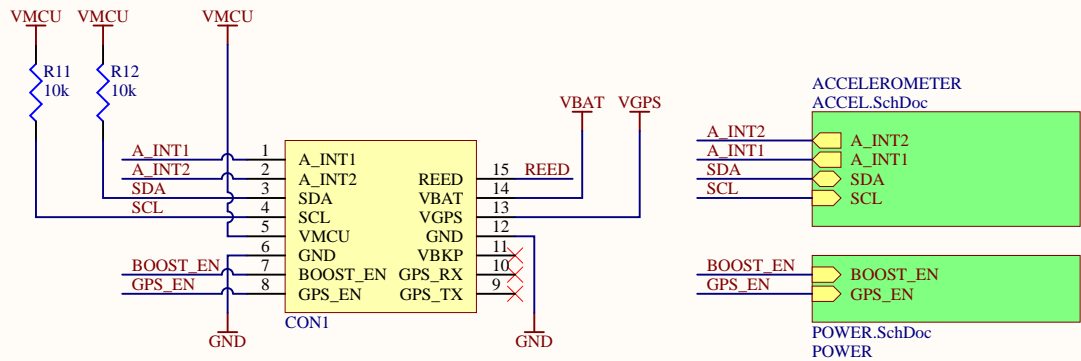 VMCU VMCU VMCU
R11 R12
10k 10k
ACCELEROMETER
ACCEL.SchDoc
VBAT VGPS
A_INT1 1 A_INT1
A_INT2 2 A_INT2
SDA 3 SDA
SCL 4 SCL
5 VMCU
6 GND
BOOST_EN 7 BOOST_EN
GPS_EN 8 GPS_EN
REED 15 REED
VBAT 14
VGPS 13
GND 12
VBKP 11
GPS_RX 10
GPS_TX 9
CON1
GND GND
A_INT2 A_INT2
A_INT1 A_INT1
SDA SDA
SCL SCL
BOOST_EN BOOST_EN
GPS_EN GPS_EN
POWER.SchDoc
POWER